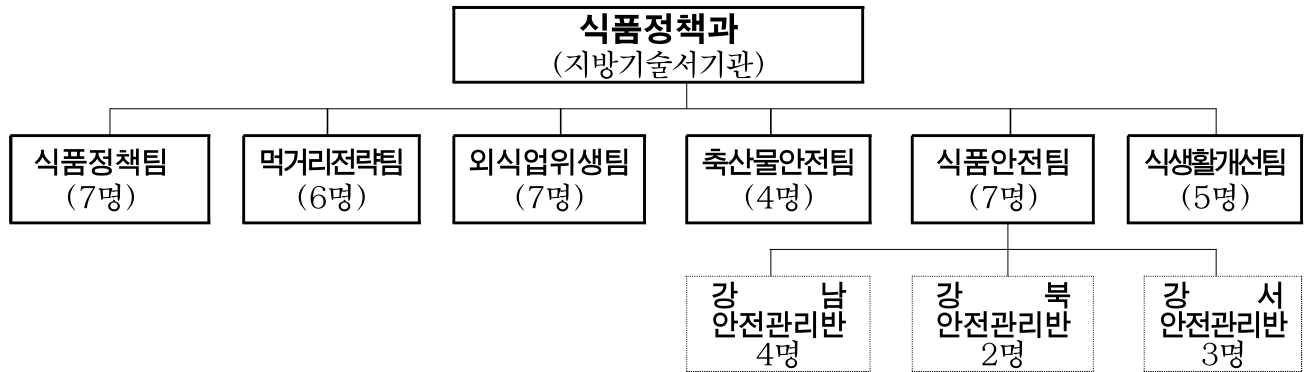 식품정책과
(지방기술서기관)
식품정책팀
(7명)
먹거리전략팀
(6명)
외식업위생팀
(7명)
축산물안전팀
(4명)
식품안전팀
(7명)
식생활개선팀
(5명)
강 남
안전관리반
4명
강 북
안전관리반
2명
강 서
안전관리반
3명